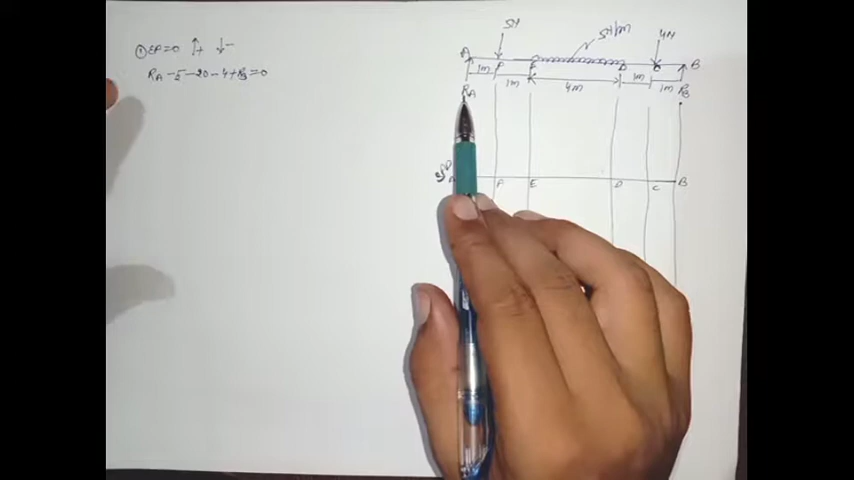 ① ΣF=0 ↑+ ↓-
RA -5-20-4+RB=0
5N
5N/m
4N
A F E D C B
1m 1m 4m 1m 1m
RA RB
A F E D C B